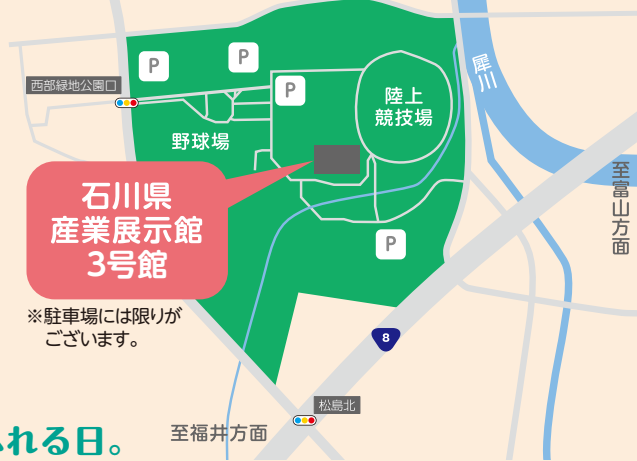 P
P
P
西部緑地公園口
犀川
陸上
競技場
野球場
至富山方面
石川県
産業展示館
3号館
P
※駐車場には限りが
ございます。
8
松島北
れる日。
至福井方面